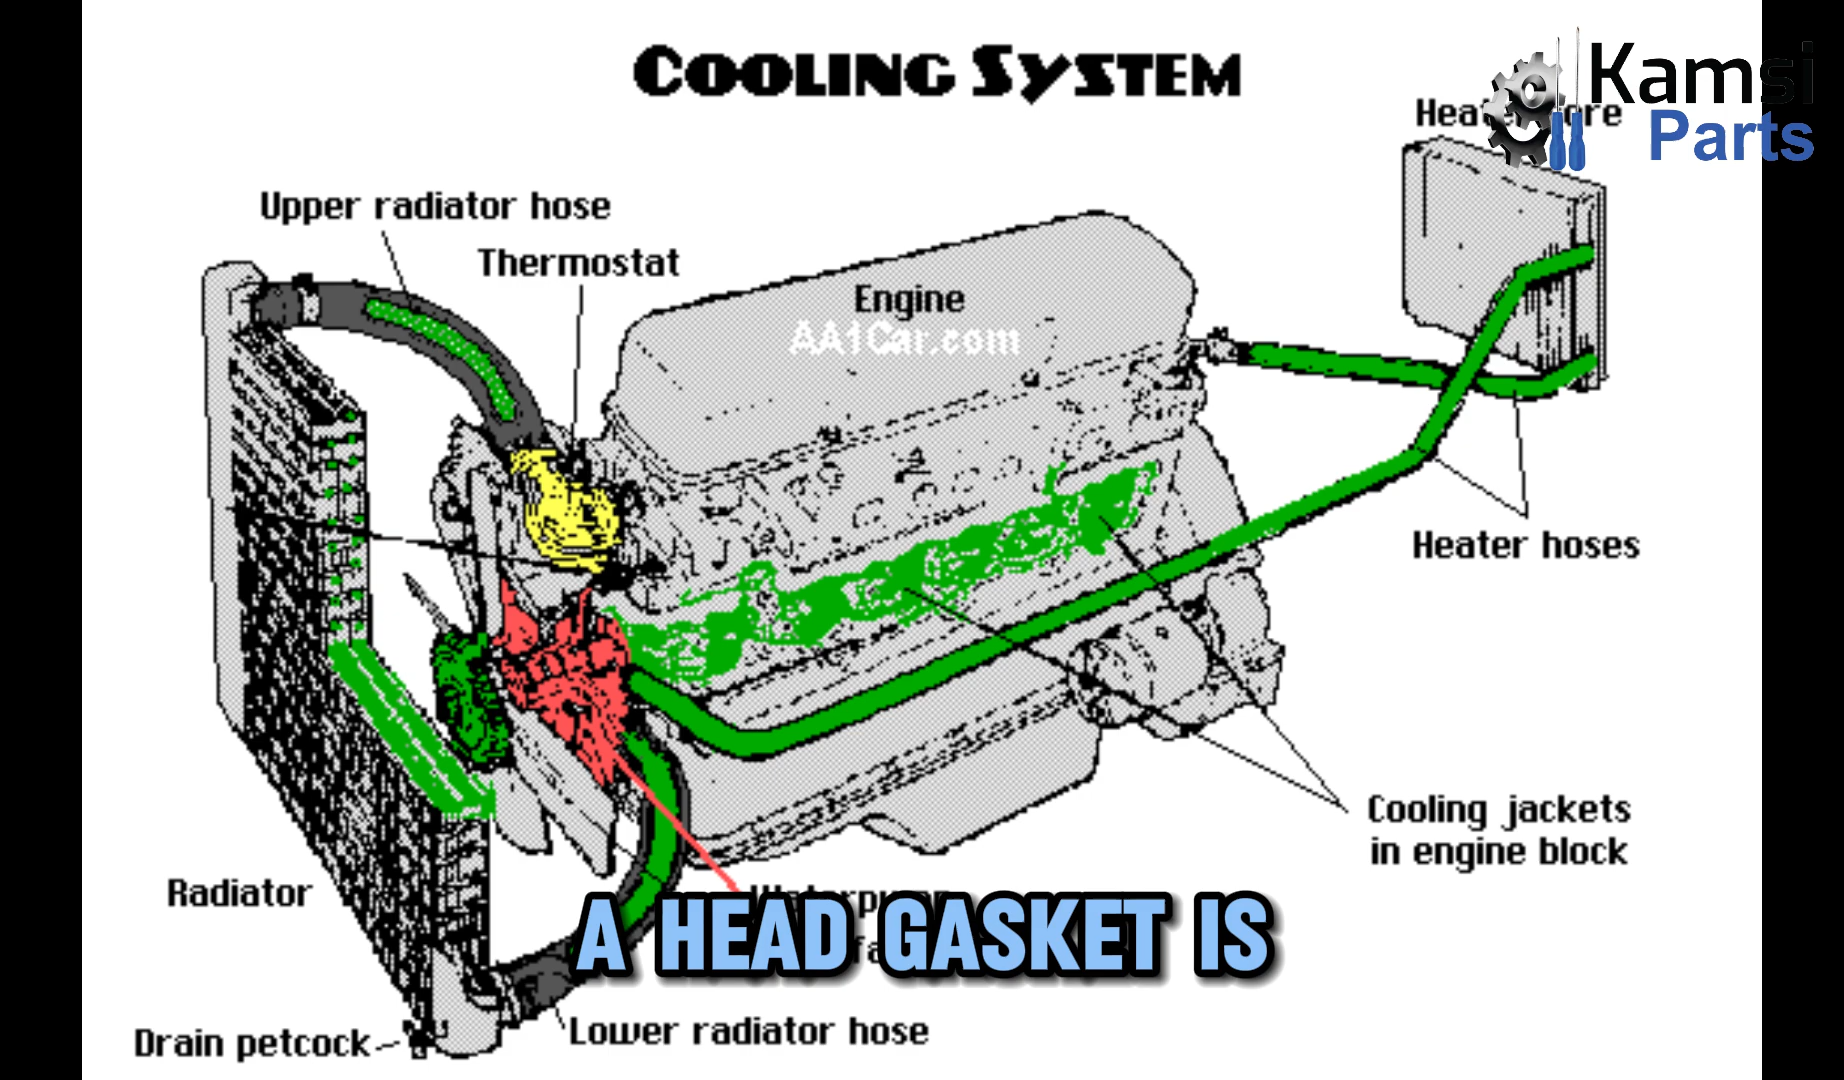 COOLING SYSTEM
Kamsi
Parts
Upper radiator hose
Thermostat
Engine
AA1Car.com
Heater hoses
Cooling jackets
in engine block
Radiator
A HEAD GASKET IS
Lower radiator hose
Drain petcock